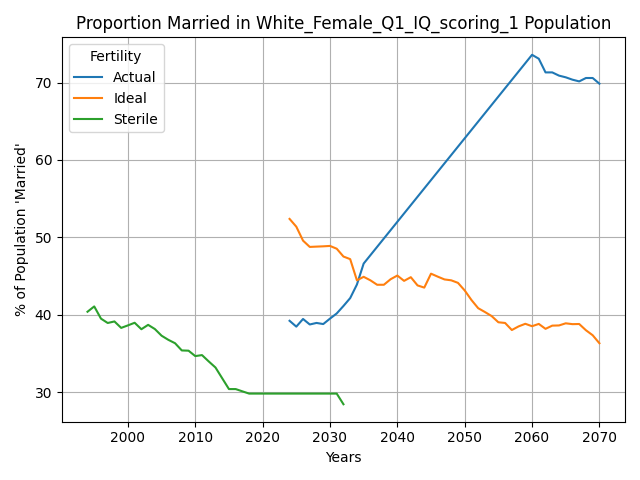 Proportion Married in White_Female_Q1_IQ_scoring_1 Population
Fertility
Actual
Ideal
Sterile
% of Population 'Married'
70
60
50
40
30
2000 2010 2020 2030 2040 2050 2060 2070
Years